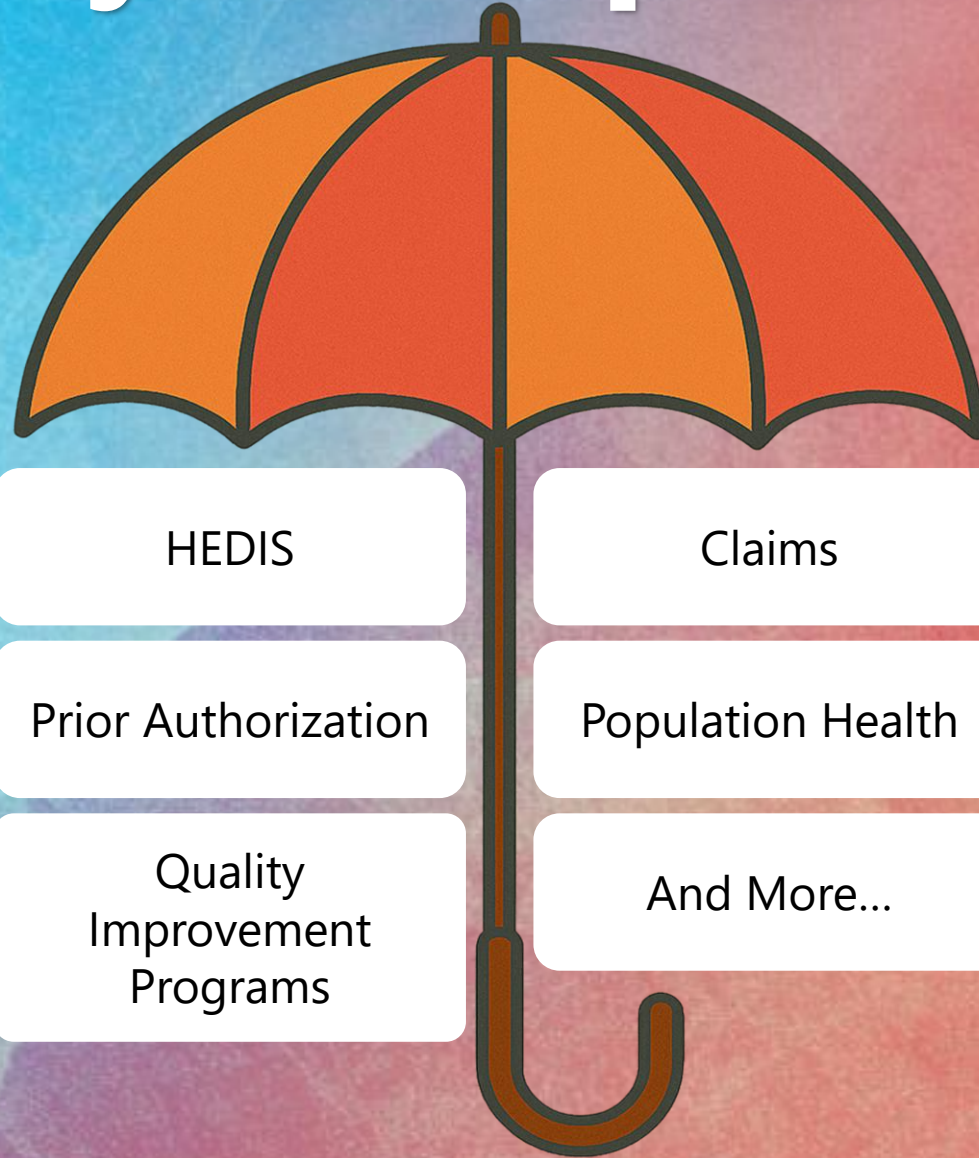 HEDIS
Claims
Prior Authorization
Population Health
Quality
Improvement
Programs
And More...